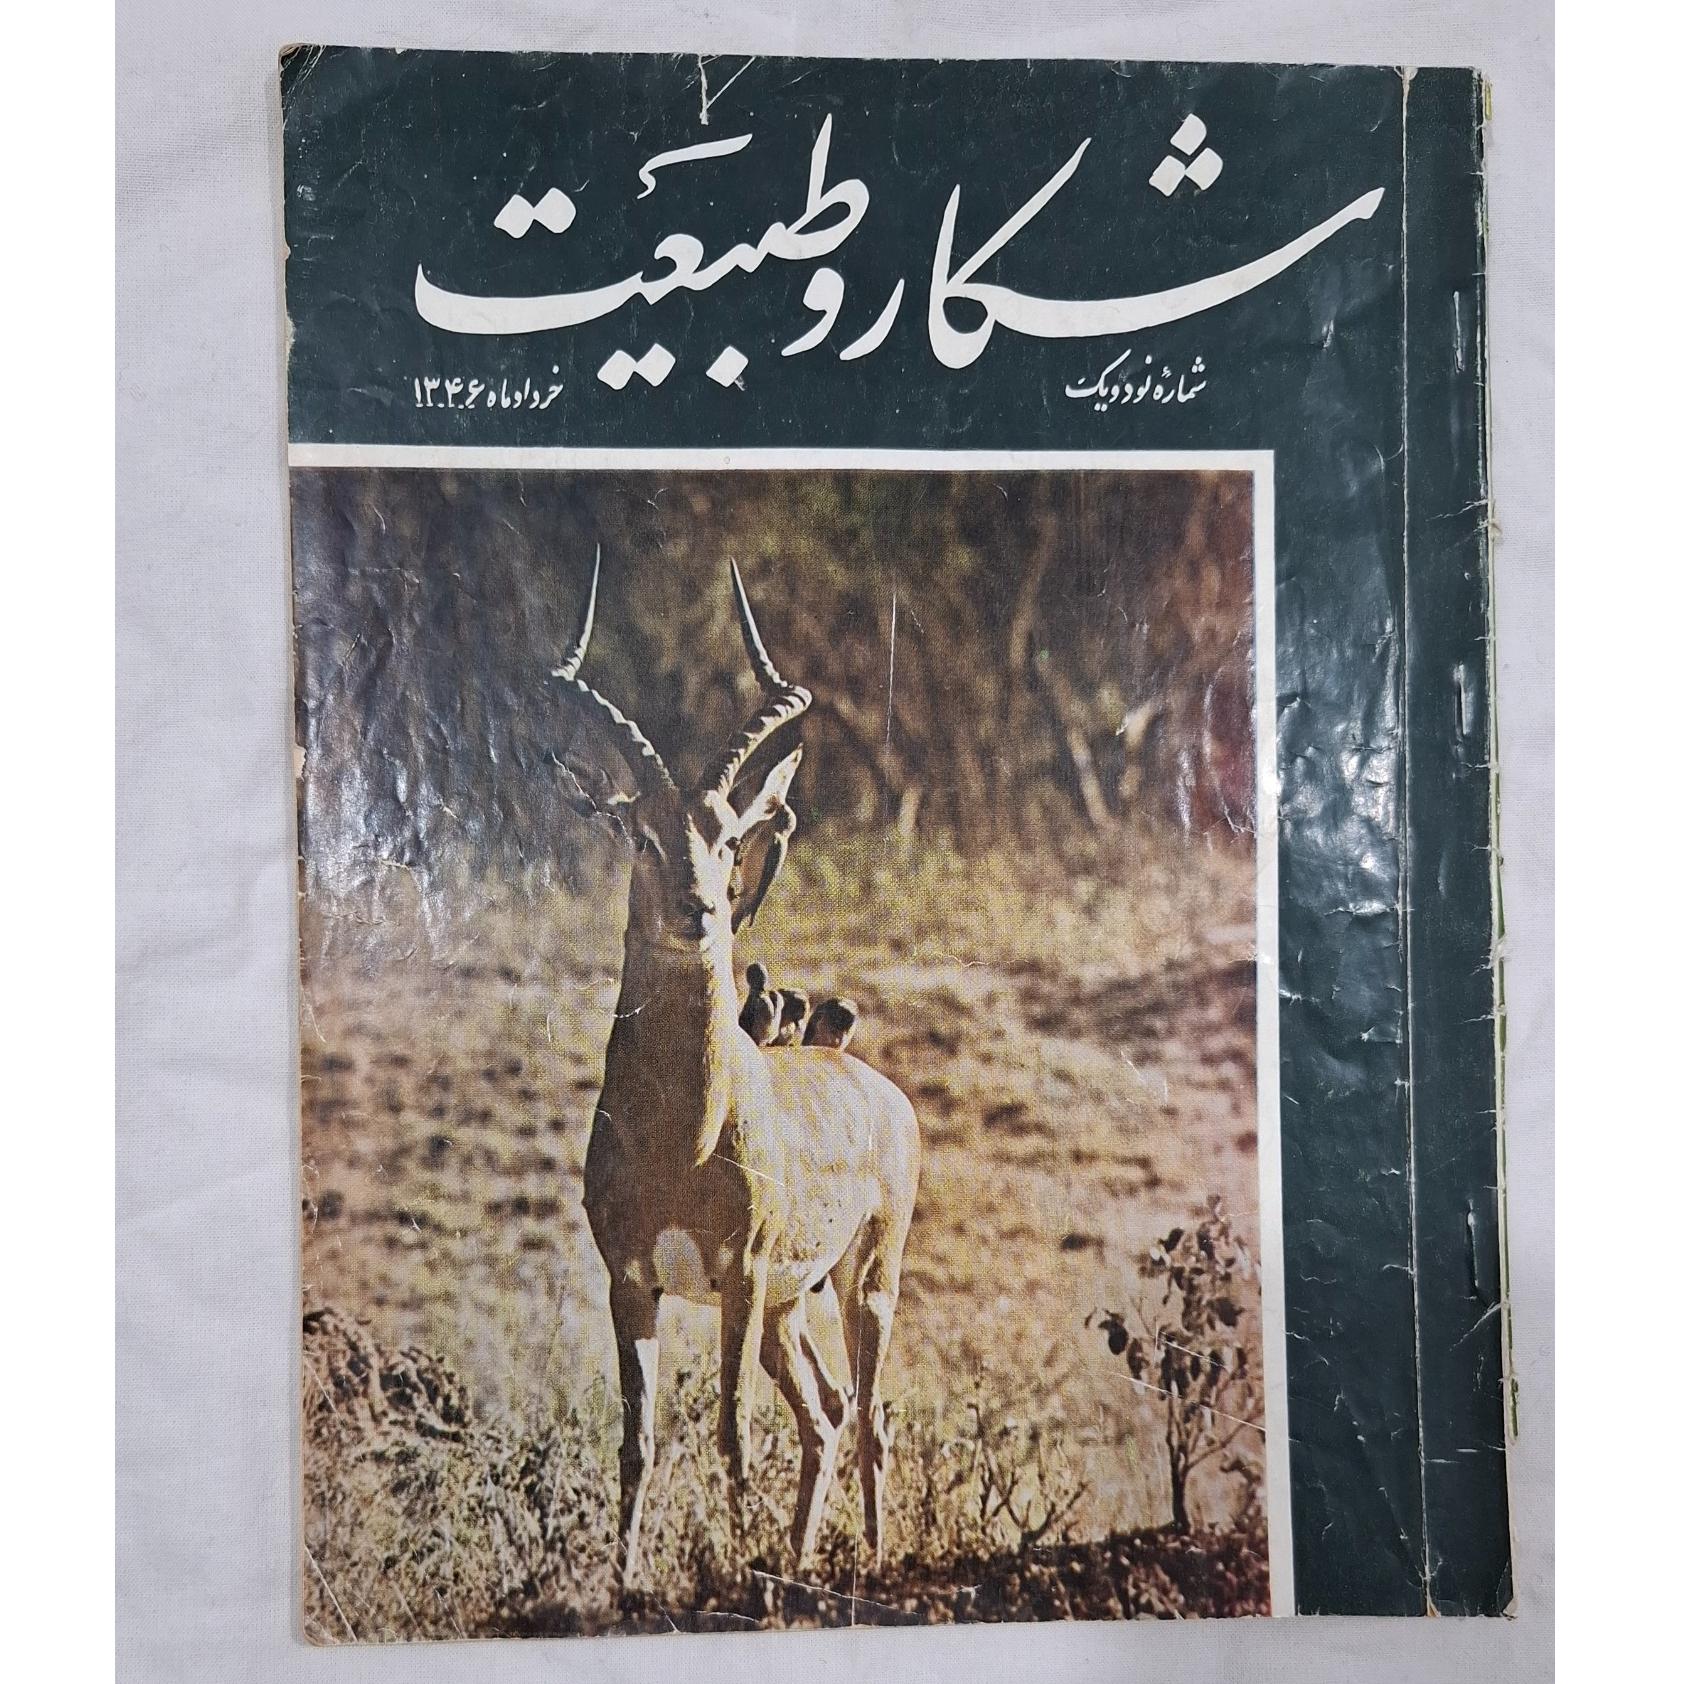 شکار و طبیعت
شمارهٔ نود و یک
خرداد ماه ۱۳۴۶